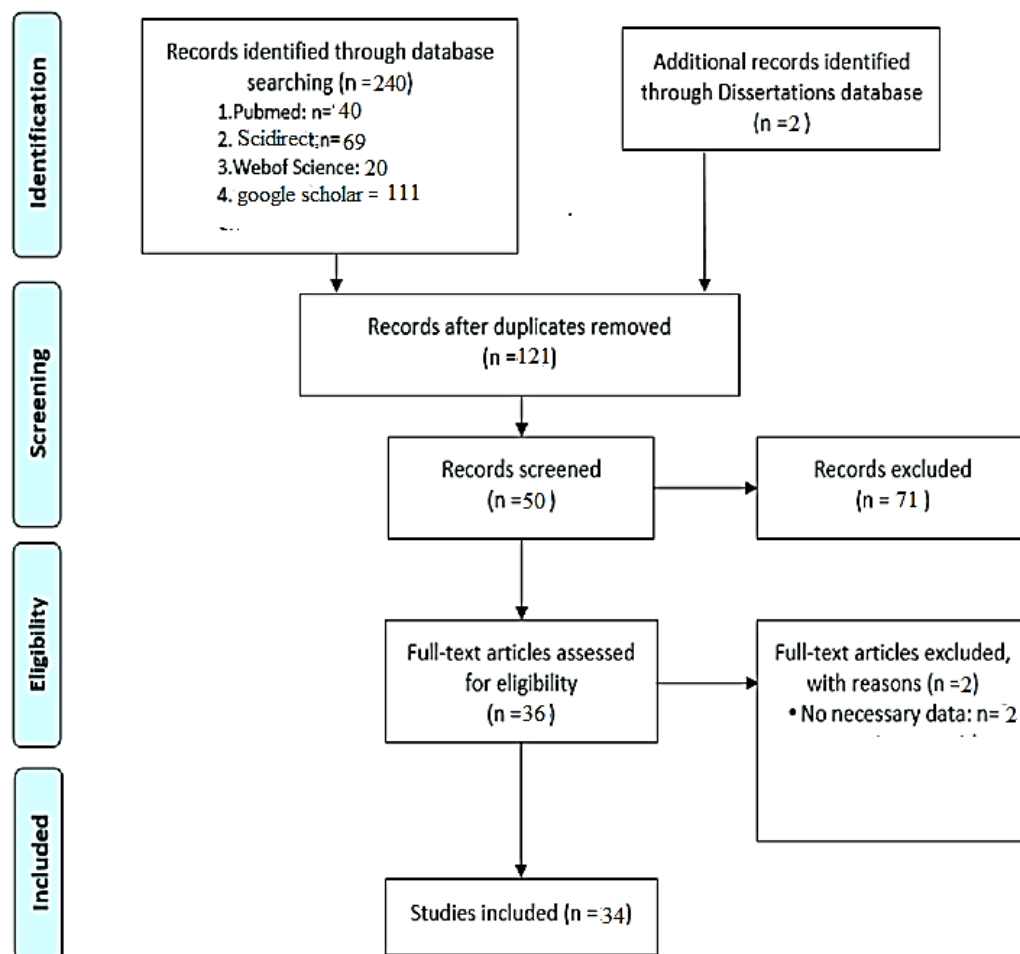 Identification
Records identified through database
searching (n =240)
1.Pubmed: n= 40
2. Scidirect;n= 69
3.Webof Science: 20
4. google scholar = 111
Additional records identified
through Dissertations database
(n =2 )
Screening
Records after duplicates removed
(n =121)
Records screened
(n =50 )
Records excluded
(n = 71 )
Eligibility
Full-text articles assessed
for eligibility
(n =36 )
Full-text articles excluded,
with reasons (n =2)
• No necessary data: n= 2
Included
Studies included (n =34)